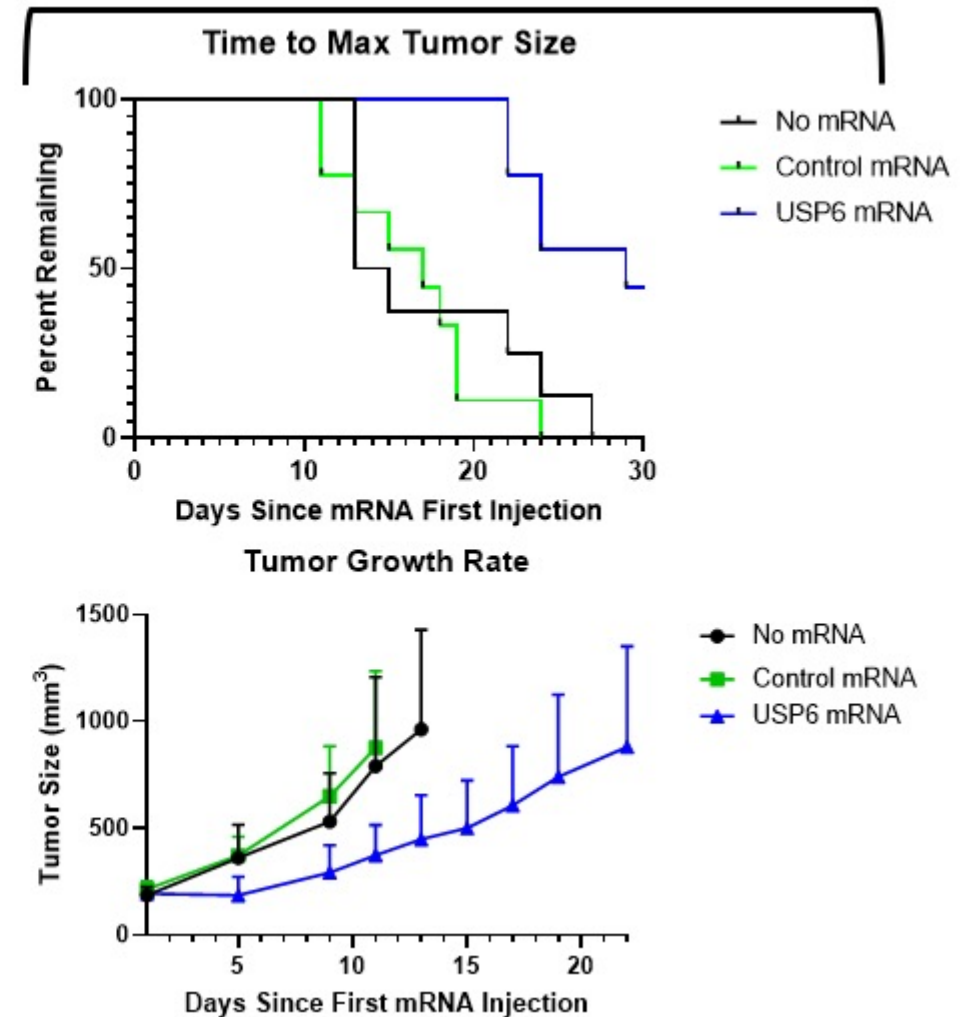 Time to Max Tumor Size
100
50
0
Percent Remaining
0 10 20 30
Days Since mRNA First Injection
No mRNA
Control mRNA
USP6 mRNA
Tumor Growth Rate
1500
1000
500
0
Tumor Size (mm³)
5 10 15 20
Days Since First mRNA Injection
No mRNA
Control mRNA
USP6 mRNA